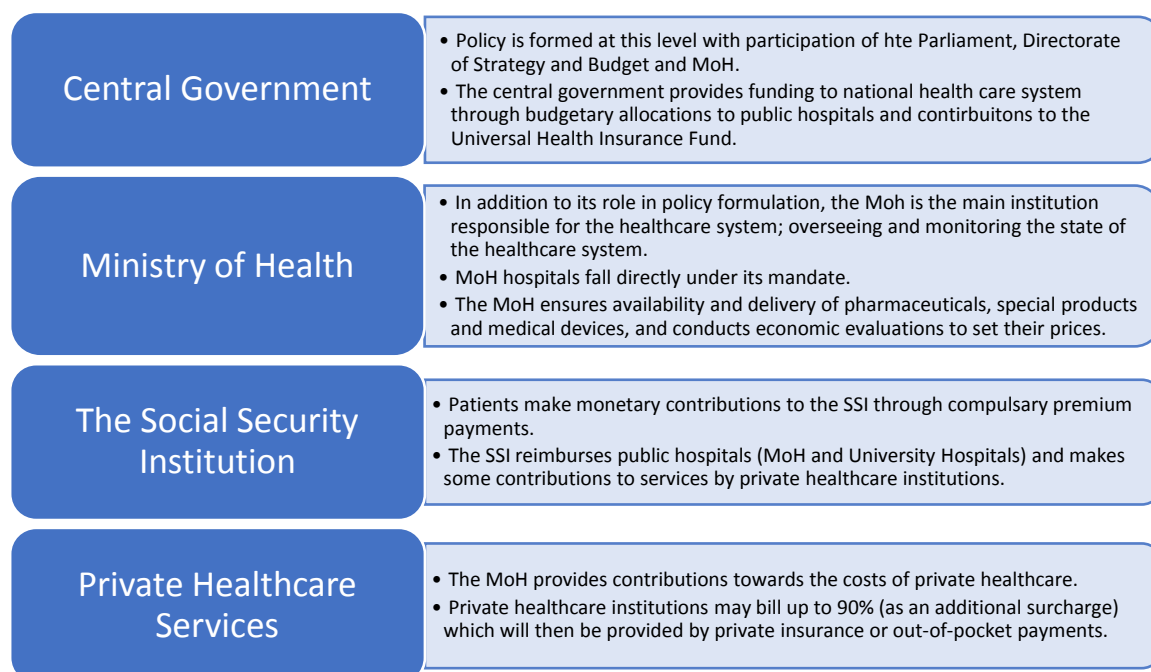 Central Government
• Policy is formed at this level with participation of hte Parliament, Directorate
of Strategy and Budget and MoH.
• The central government provides funding to national health care system
through budgetary allocations to public hospitals and contirbuitons to the
Universal Health Insurance Fund.
Ministry of Health
• In addition to its role in policy formulation, the Moh is the main institution
responsible for the healthcare system; overseeing and monitoring the state of
the healthcare system.
• MoH hospitals fall directly under its mandate.
• The MoH ensures availability and delivery of pharmaceuticals, special products
and medical devices, and conducts economic evaluations to set their prices.
The Social Security
Institution
• Patients make monetary contributions to the SSI through compulsary premium
payments.
• The SSI reimburses public hospitals (MoH and University Hospitals) and makes
some contributions to services by private healthcare institutions.
Private Healthcare
Services
• The MoH provides contributions towards the costs of private healthcare.
• Private healthcare institutions may bill up to 90% (as an additional surcharge)
which will then be provided by private insurance or out-of-pocket payments.